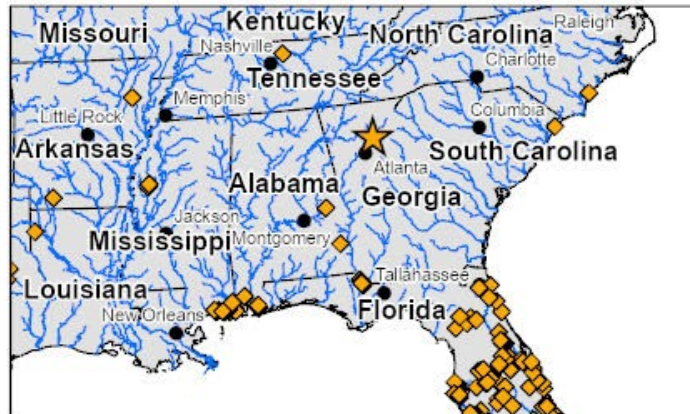 Kentucky
Raleigh
Missouri
North Carolina
Nashville
Charlotte
Tennessee
Memphis
Columbia
Little Rock
Arkansas
South Carolina
Atlanta
Alabama
Georgia
Jackson
Mississippi
Montgomery
Tallahassee
Louisiana
Florida
New Orleans